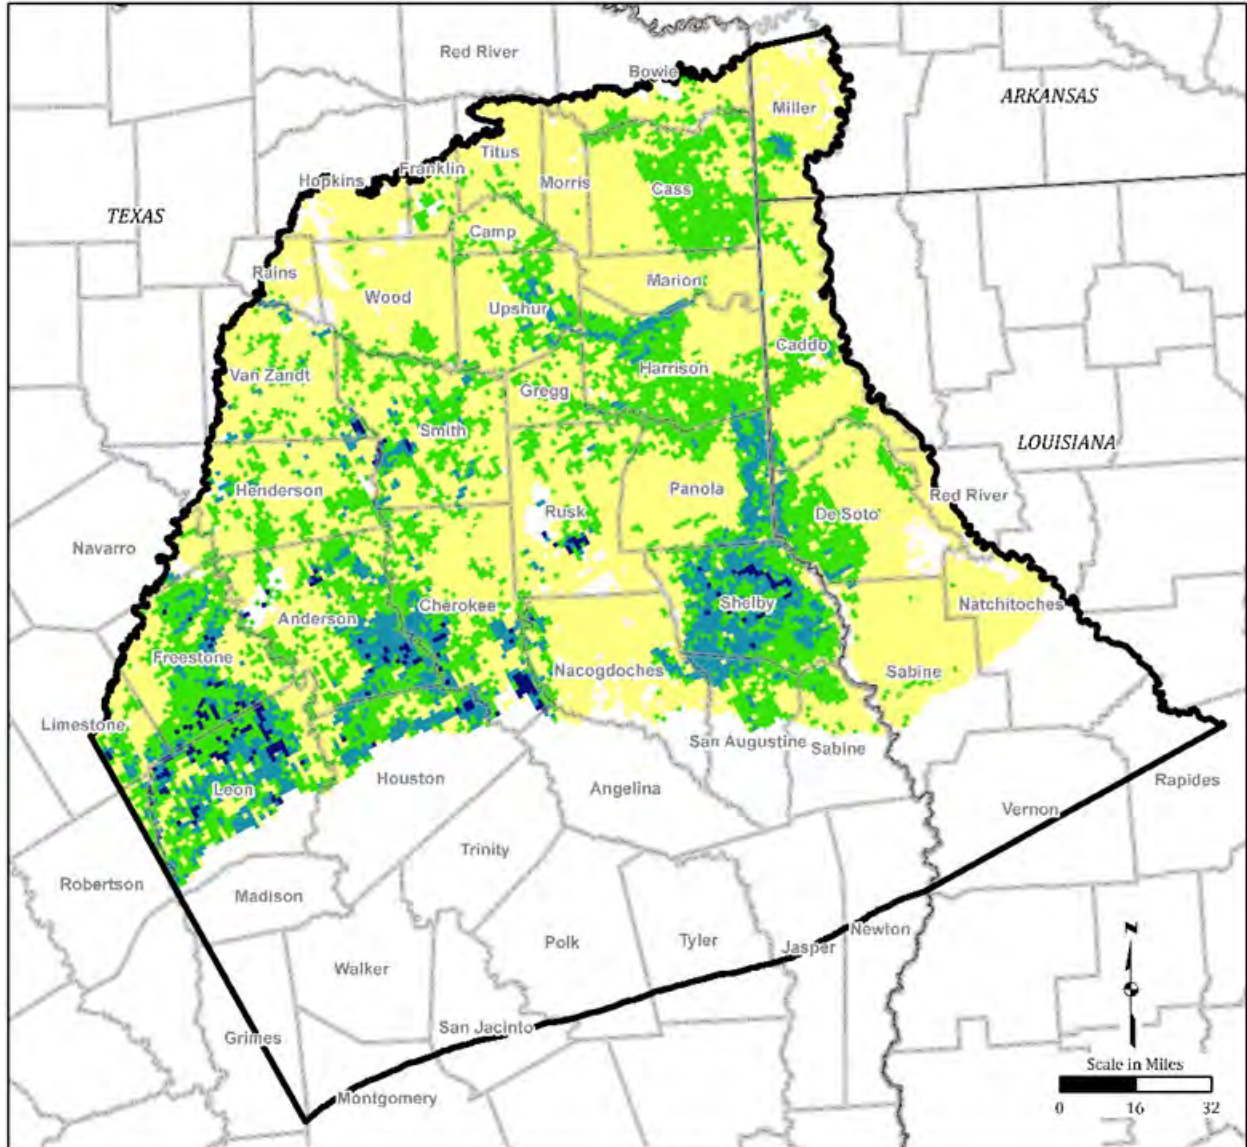 Red River
Bowie
ARKANSAS
Miller
Titus
Franklin
Hopkins
Morris
Cass
TEXAS
Camp
Rains
Marion
Wood
Upshur
Caddo
Harrison
Van Zandt
Gregg
Smith
LOUISIANA
Henderson
Panola
Red River
Rusk
De Soto
Navarro
Shelby
Natchitoches
Cherokee
Anderson
Freestone
Nacogdoches
Sabine
Limestone
San Augustine
Sabine
Houston
Rapides
Leon
Angelina
Vernon
Trinity
Robertson
Madison
Newton
Polk
Tyler
Jasper
N
Walker
San Jacinto
Grimes
Scale in Miles
Montgomery
0 16 32